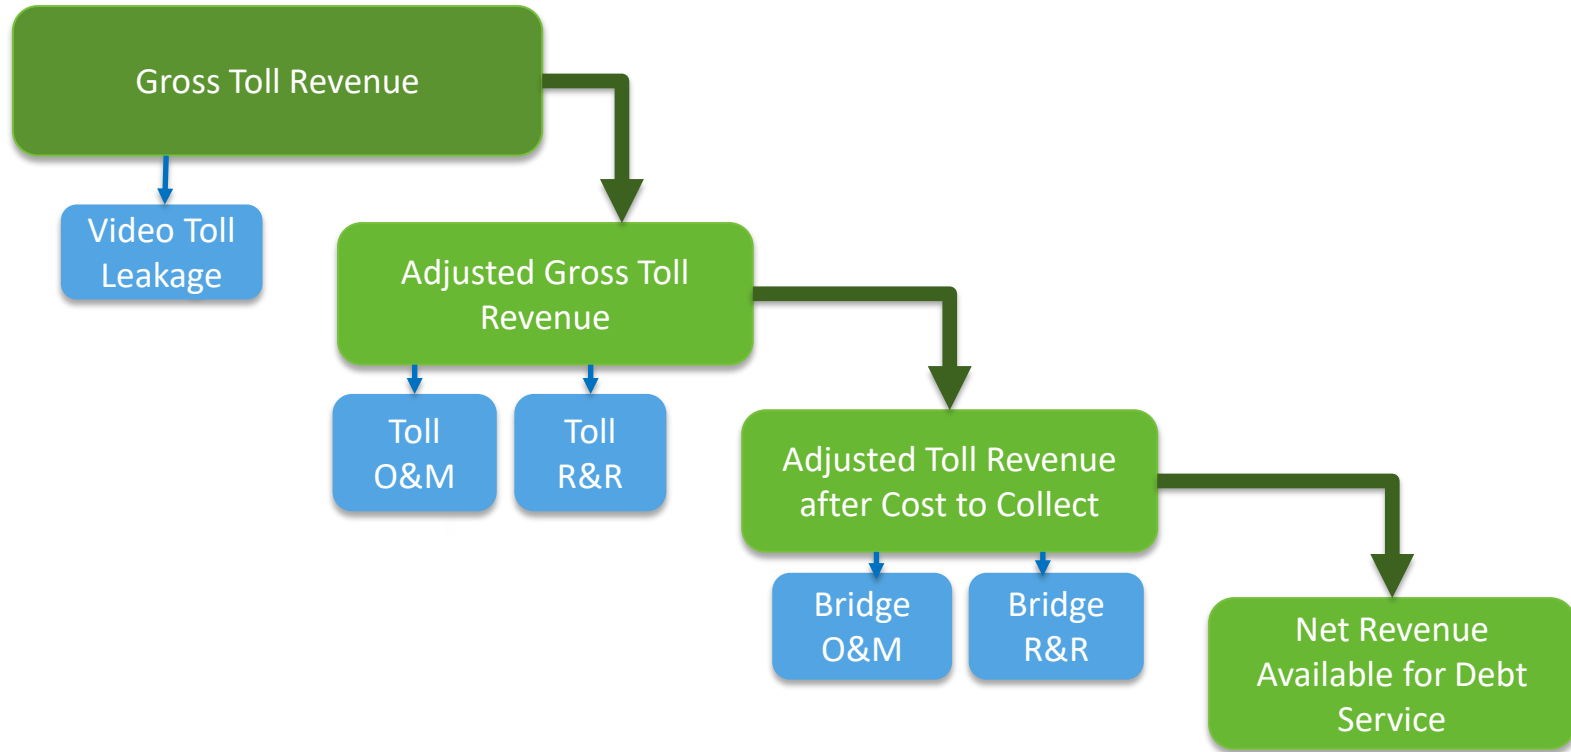 Gross Toll Revenue
Video Toll
Leakage
Adjusted Gross Toll
Revenue
Toll
O&M
Toll
R&R
Adjusted Toll Revenue
after Cost to Collect
Bridge
O&M
Bridge
R&R
Net Revenue
Available for Debt
Service